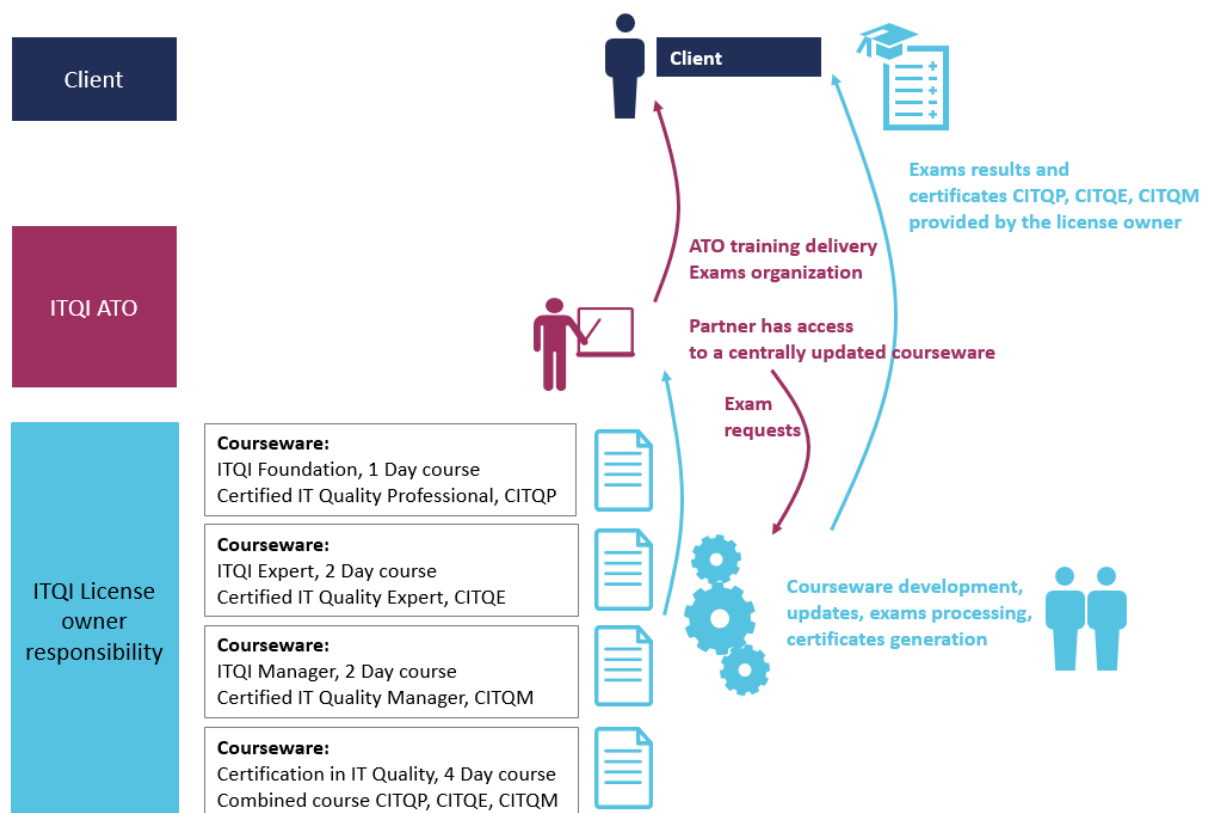 Client
Client
Exams results and
certificates CITQP, CITQE, CITQM
provided by the license owner
ITQI ATO
ATO training delivery
Exams organization
Partner has access
to a centrally updated courseware
Exam
requests
ITQI License
owner
responsibility
Courseware:
ITQI Foundation, 1 Day course
Certified IT Quality Professional, CITQP
Courseware:
ITQI Expert, 2 Day course
Certified IT Quality Expert, CITQE
Courseware:
ITQI Manager, 2 Day course
Certified IT Quality Manager, CITQM
Courseware:
Certification in IT Quality, 4 Day course
Combined course CITQP, CITQE, CITQM
Courseware development,
updates, exams processing,
certificates generation